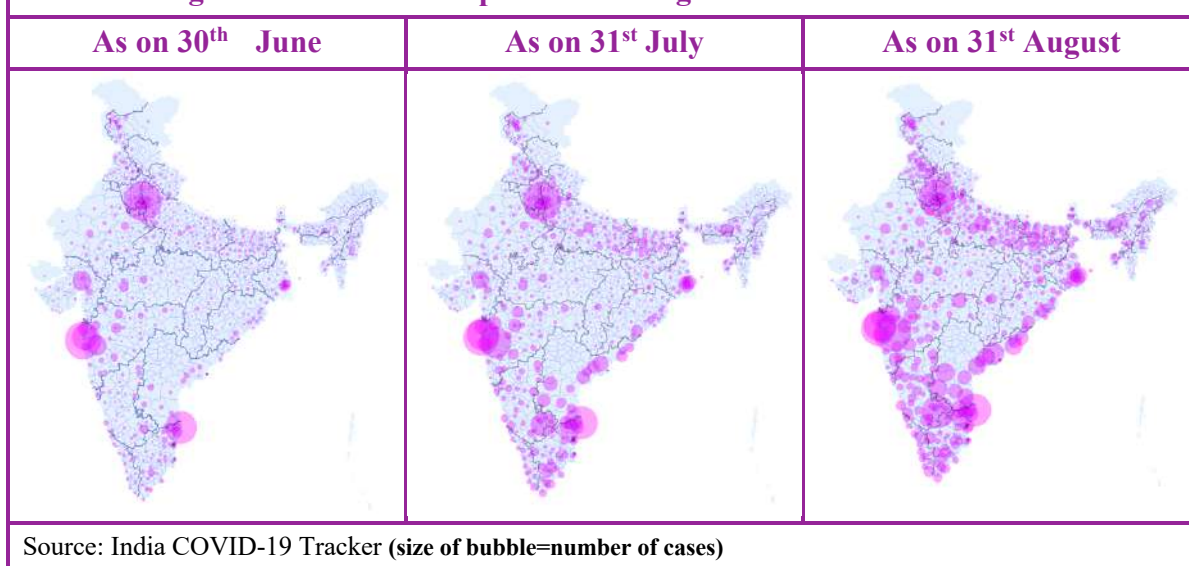 As on 30th June
As on 31st July
As on 31st August
Source: India COVID-19 Tracker (size of bubble=number of cases)